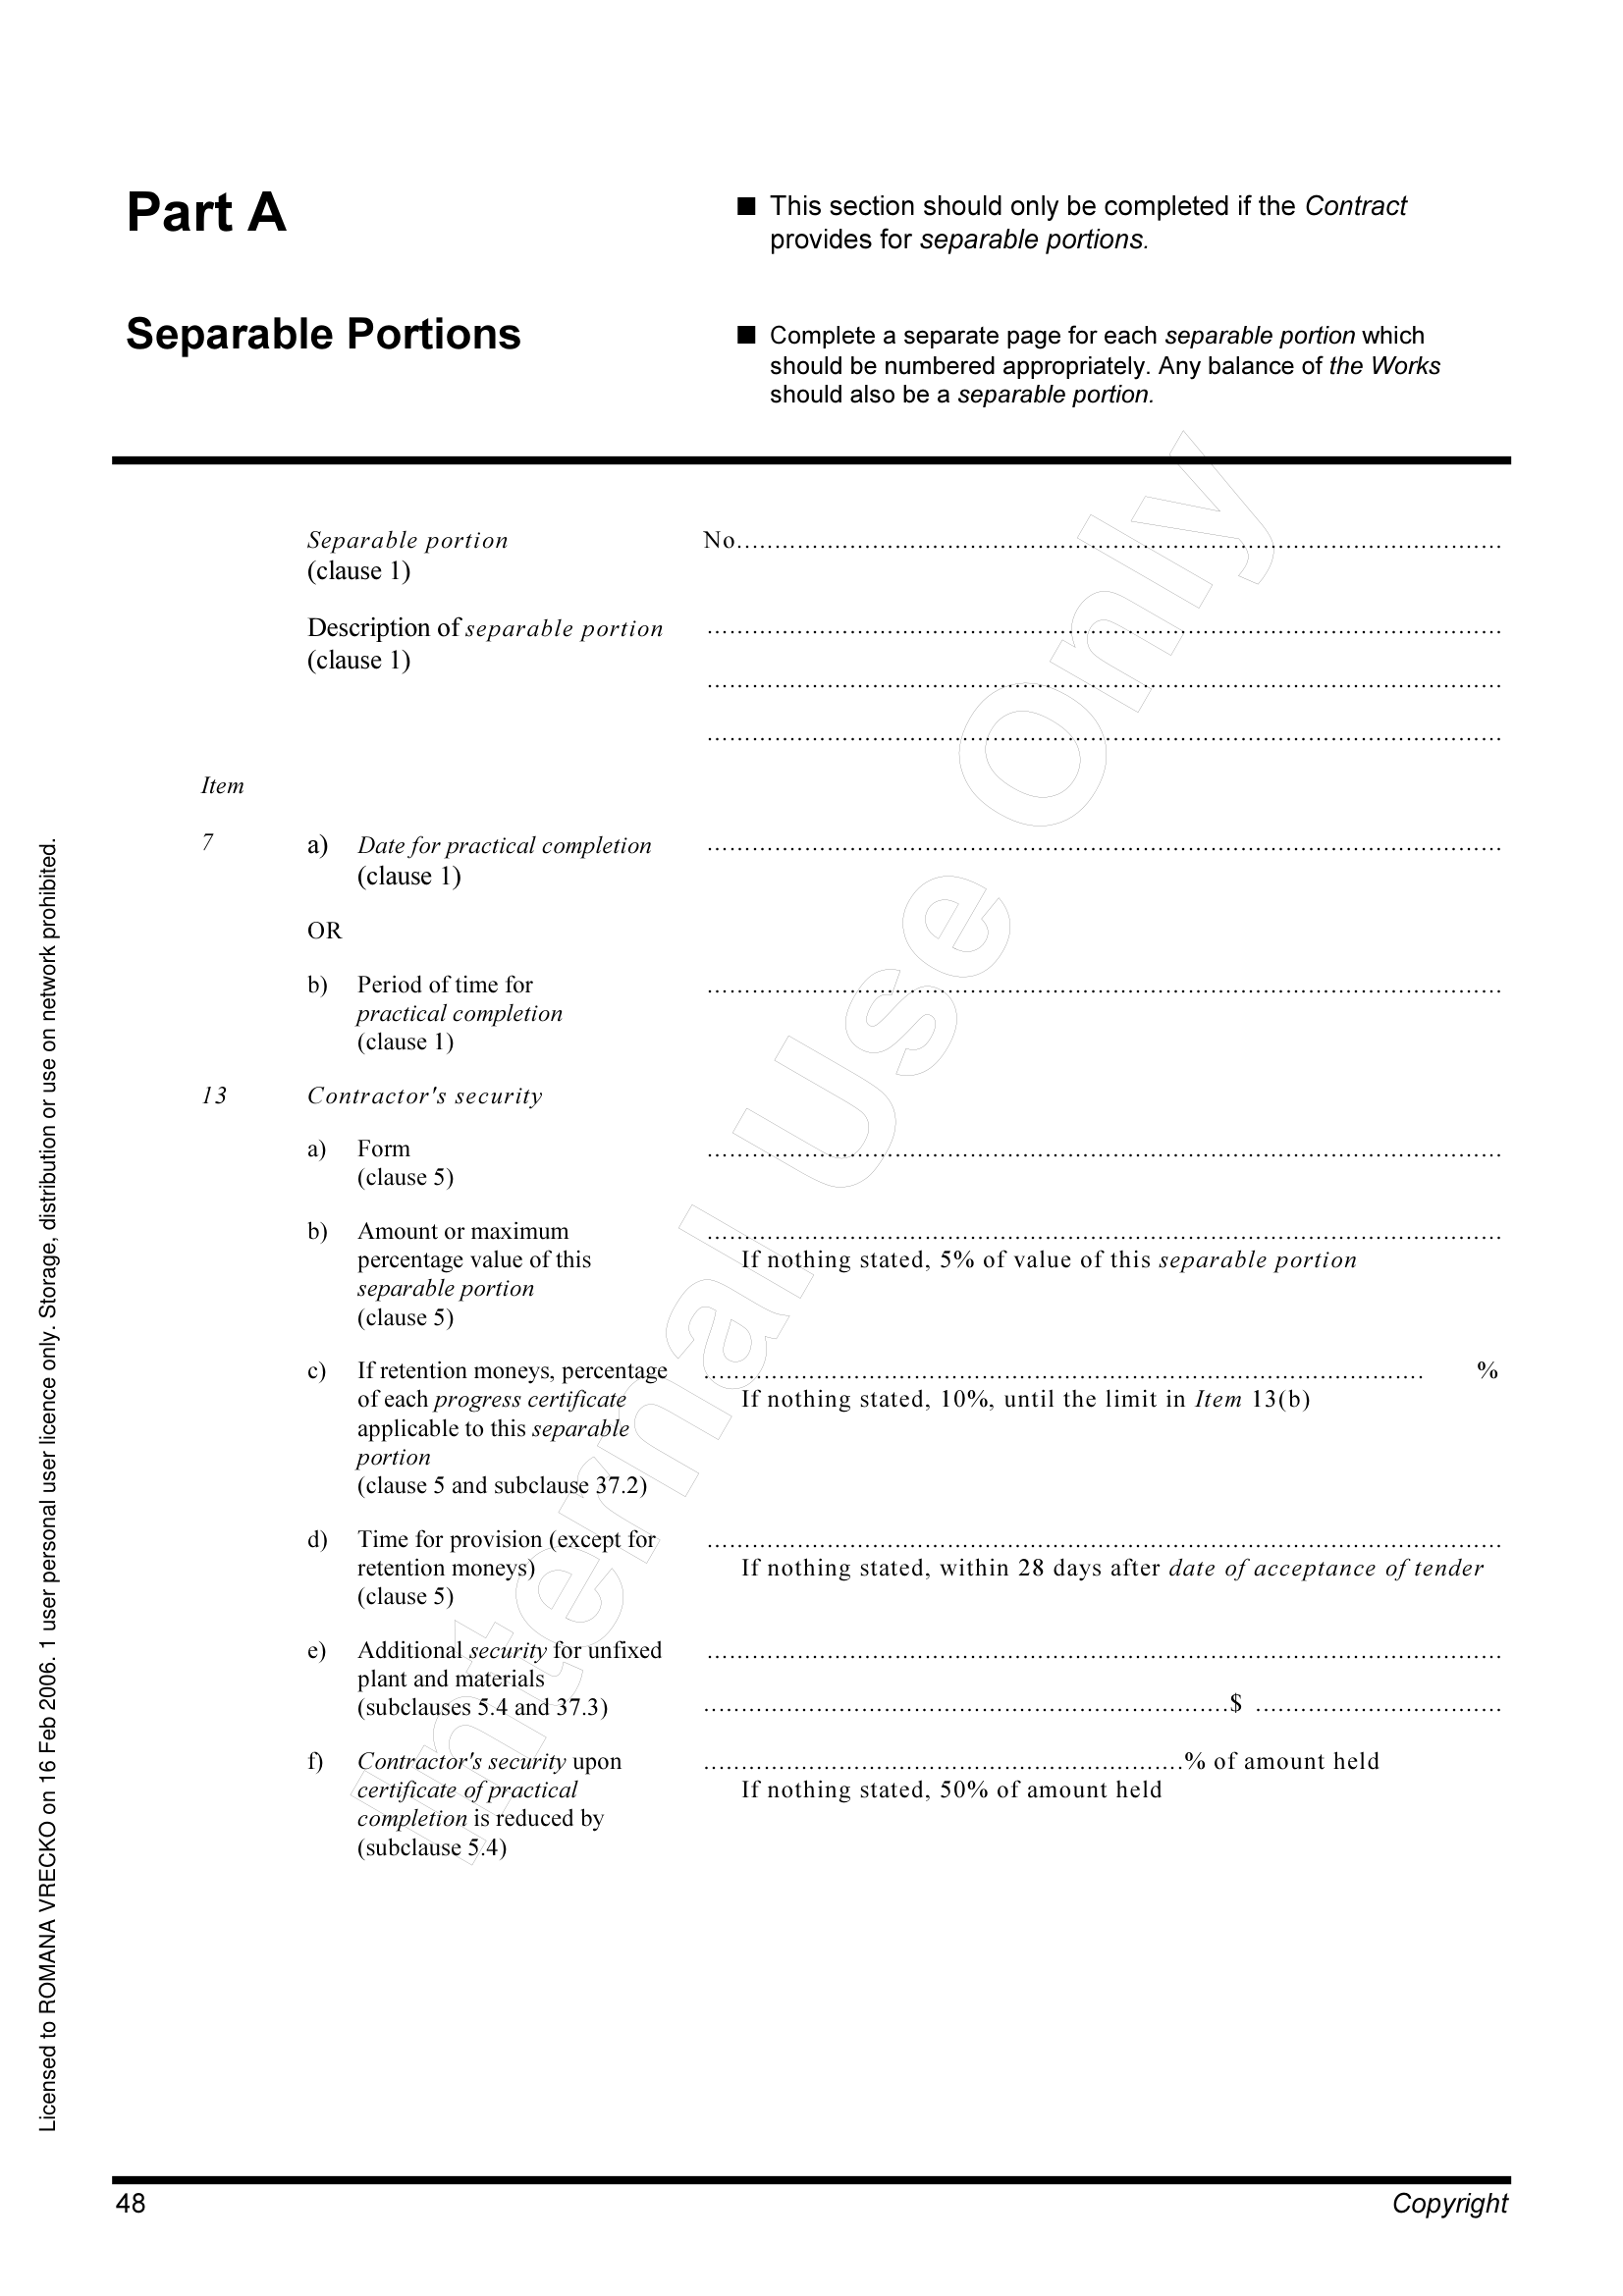 Part A
■ This section should only be completed if the Contract
provides for separable portions.
Separable Portions
■ Complete a separate page for each separable portion which
should be numbered appropriately. Any balance of the Works
should also be a separable portion.
Separable portion No.....................................................................................................
(clause 1)
Description of separable portion .........................................................................................................
(clause 1)
.........................................................................................................
.........................................................................................................
Item
7 a) Date for practical completion .........................................................................................................
(clause 1)
OR
b) Period of time for .........................................................................................................
practical completion
(clause 1)
13 Contractor's security
a) Form .........................................................................................................
(clause 5)
b) Amount or maximum .........................................................................................................
percentage value of this If nothing stated, 5% of value of this separable portion
separable portion
(clause 5)
c) If retention moneys, percentage ............................................................................................... %
of each progress certificate If nothing stated, 10%, until the limit in Item 13(b)
applicable to this separable
portion
(clause 5 and subclause 37.2)
d) Time for provision (except for .........................................................................................................
retention moneys) If nothing stated, within 28 days after date of acceptance of tender
(clause 5)
e) Additional security for unfixed .........................................................................................................
plant and materials
(subclauses 5.4 and 37.3) .....................................................................$ .................................
f) Contractor's security upon ...............................................................% of amount held
certificate of practical If nothing stated, 50% of amount held
completion is reduced by
(subclause 5.4)
Internal Use Only
Licensed to ROMANA VRECKO on 16 Feb 2006. 1 user personal user licence only. Storage, distribution or use on network prohibited.
48 Copyright